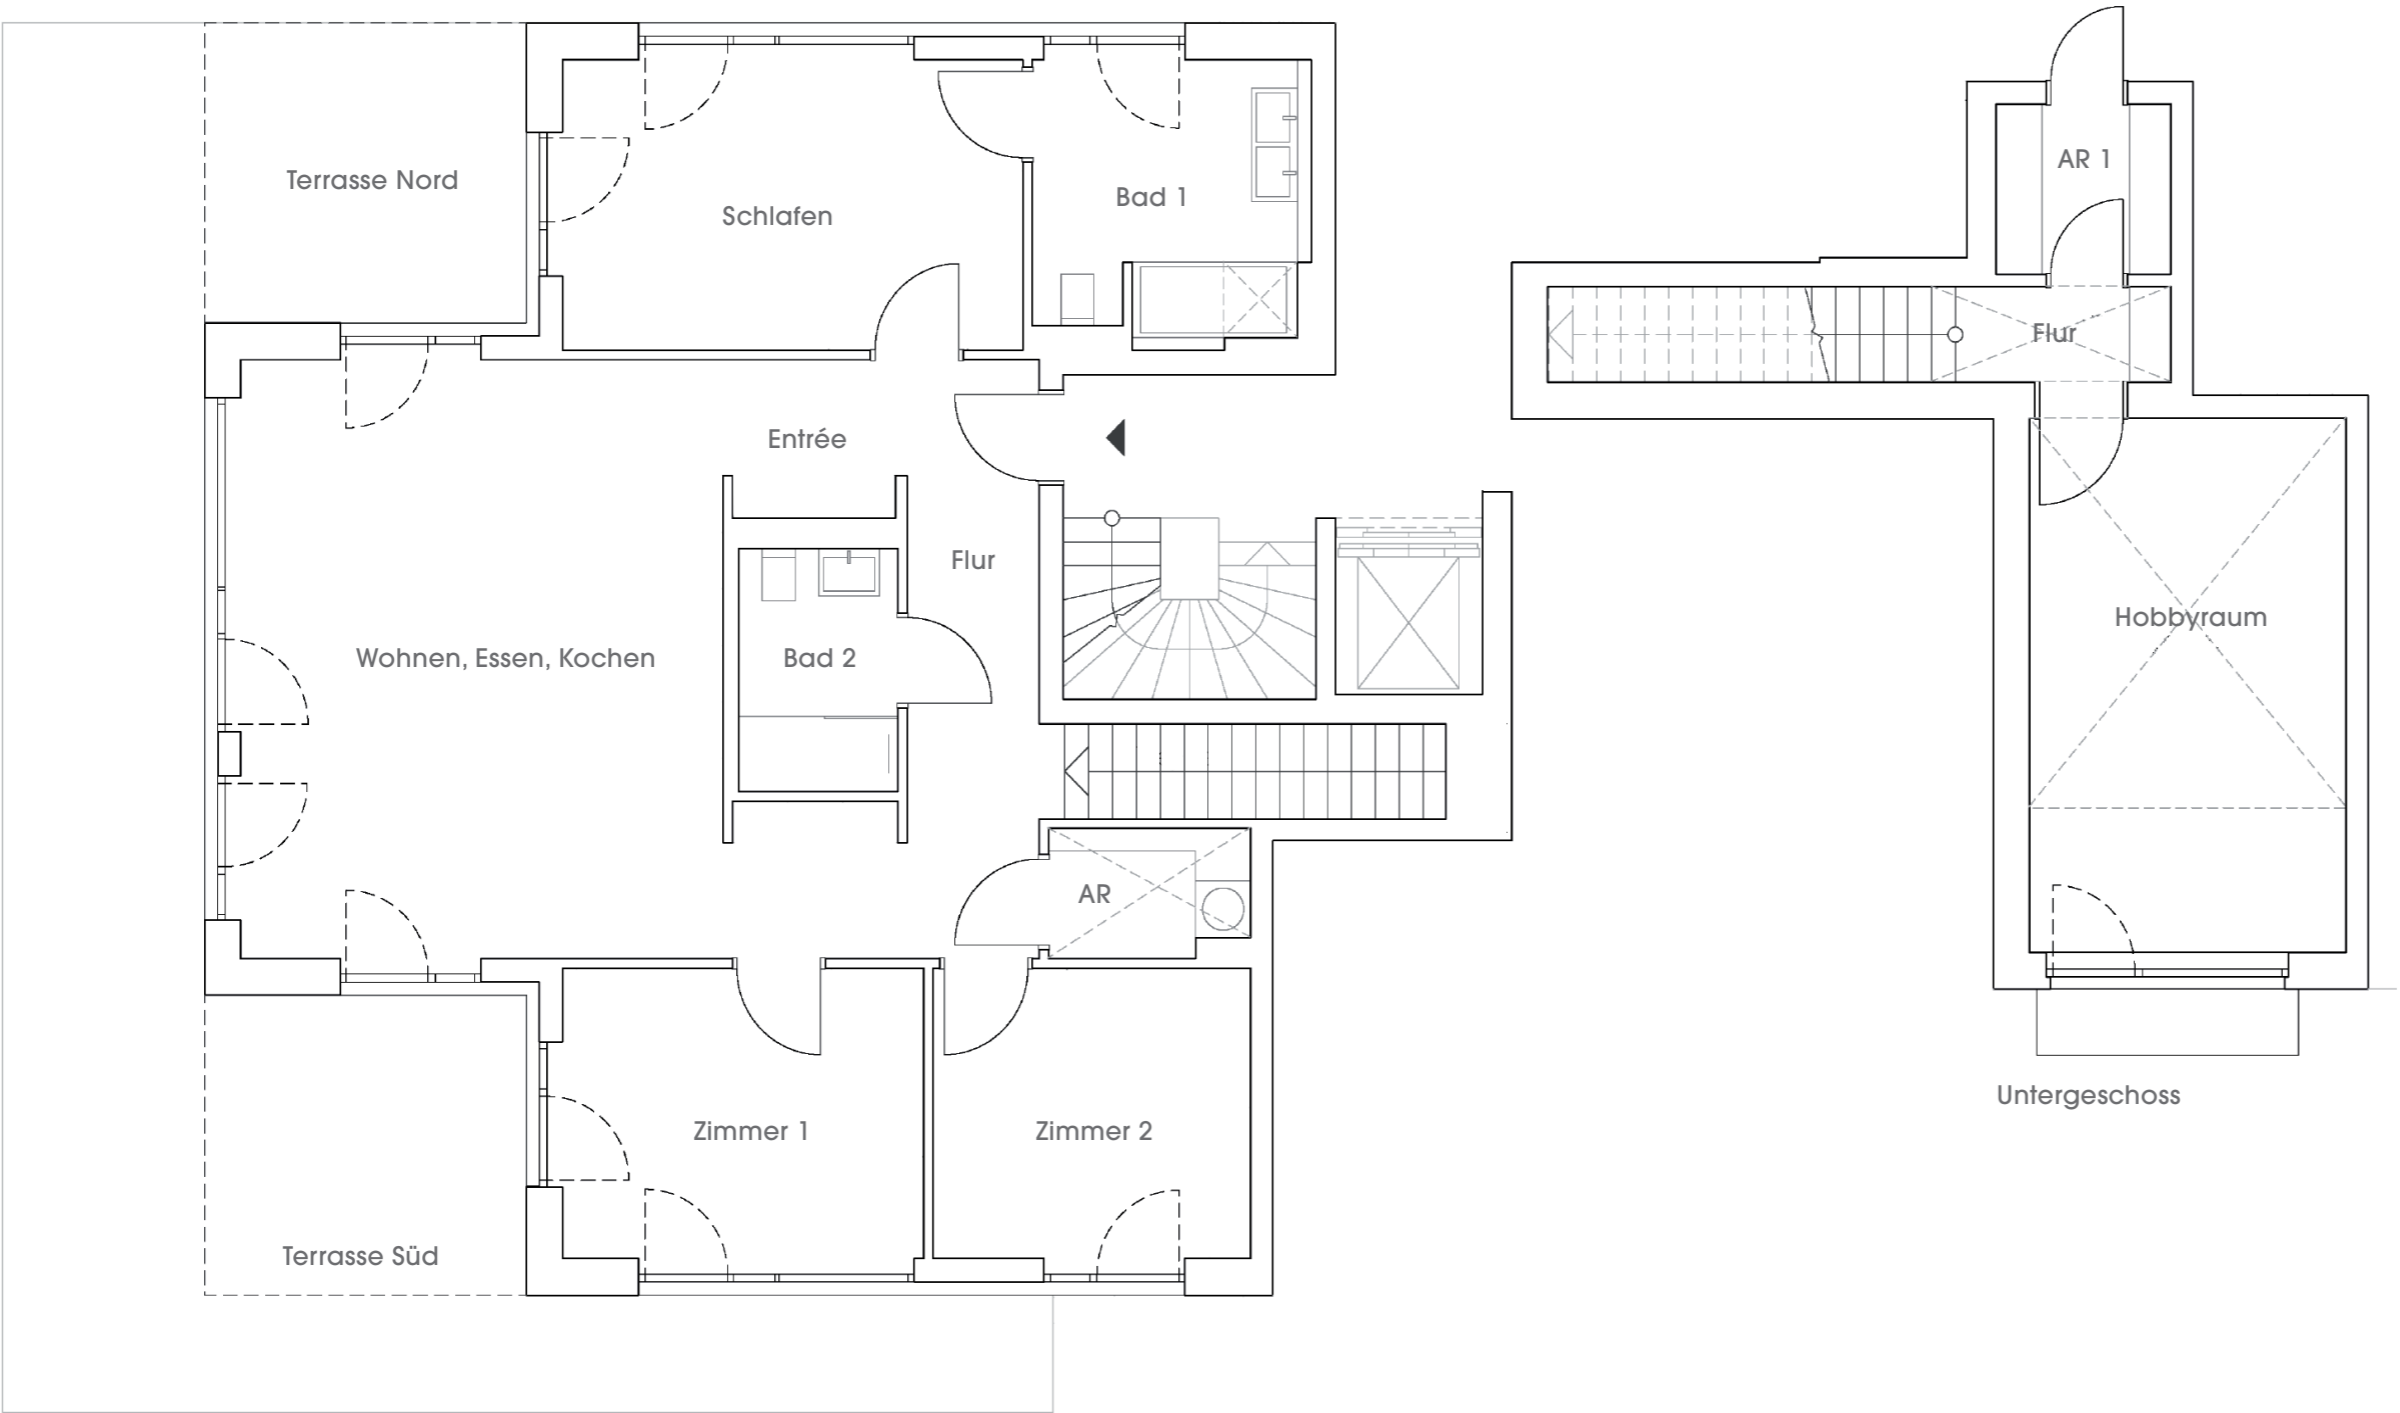 Terrasse Nord
Schlafen
Bad 1
AR 1
Flur
Entrée
Flur
Wohnen, Essen, Kochen
Bad 2
Hobbyraum
AR
Zimmer 1
Zimmer 2
Terrasse Süd
Untergeschoss